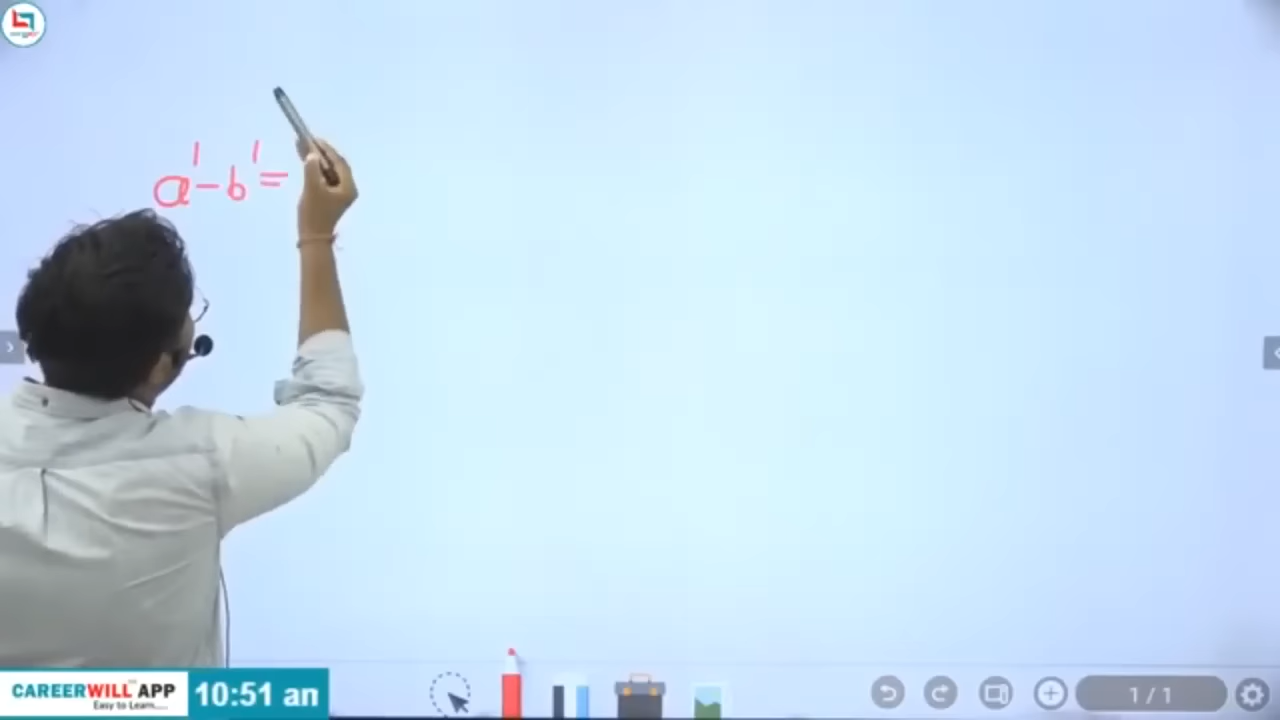 a¹-b¹=
CAREERWILL APP
Easy to Learn.....
10:51 an
1 / 1